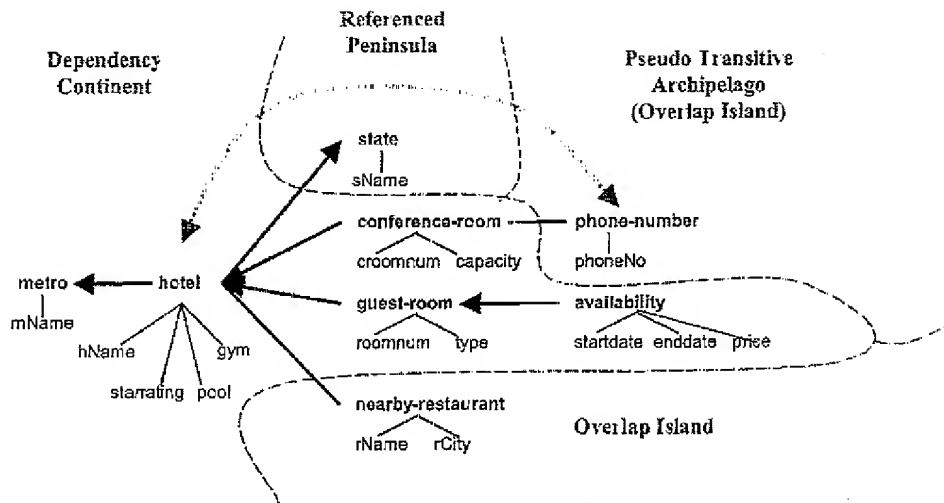 Referenced
Peninsula
Dependency
Continent
Pseudo Transitive
Archipelago
(Overlap Island)
state
sName
conference-room
phone-number
croomnum capacity
phoneNo
metro
hotel
guest-room
availability
mName
hName
gym
roomnum type
startdate enddate price
starrating pool
nearby-restaurant
rName rCity
Overlap Island